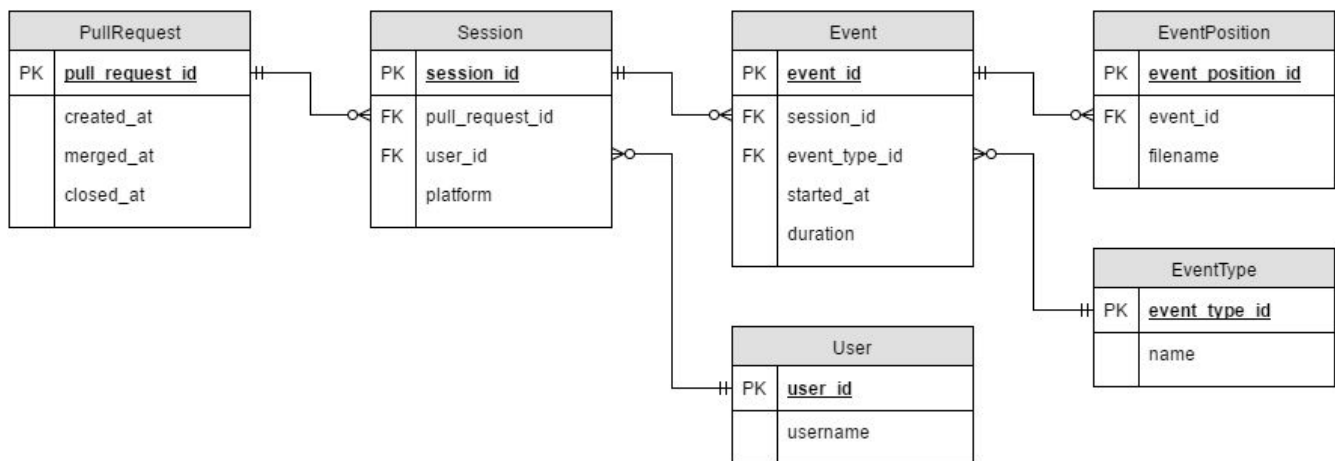 PullRequest
PK pull_request_id
created_at
merged_at
closed_at
Session
PK session_id
FK pull_request_id
FK user_id
platform
Event
PK event_id
FK session_id
FK event_type_id
started_at
duration
EventPosition
PK event_position_id
FK event_id
filename
EventType
PK event_type_id
name
User
PK user_id
username